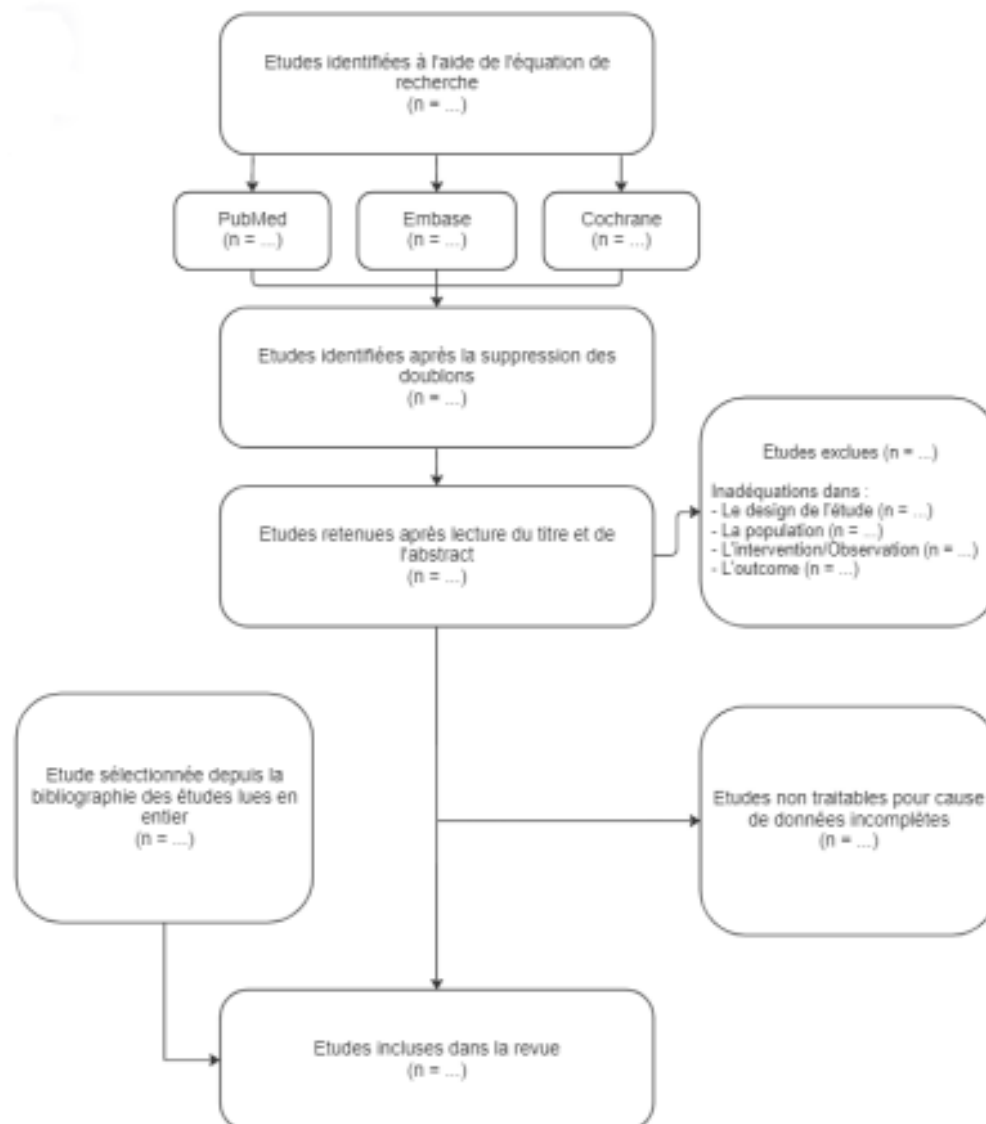 Etudes identifiées à l'aide de l'équation de
recherche
(n = ...)
PubMed
(n = ...)
Embase
(n = ...)
Cochrane
(n = ...)
Etudes identifiées après la suppression des
doublons
(n = ...)
Etudes retenues après lecture du titre et de
l'abstract
(n = ...)
Etudes exclues (n = ...)
Inadéquations dans :
- Le design de l'étude (n = ...)
- La population (n = ...)
- L'intervention/Observation (n = ...)
- L'outcome (n = ...)
Etude sélectionnée depuis la
bibliographie des études lues en
entier
(n = ...)
Etudes non traitables pour cause
de données incomplètes
(n = ...)
Etudes incluses dans la revue
(n = ...)